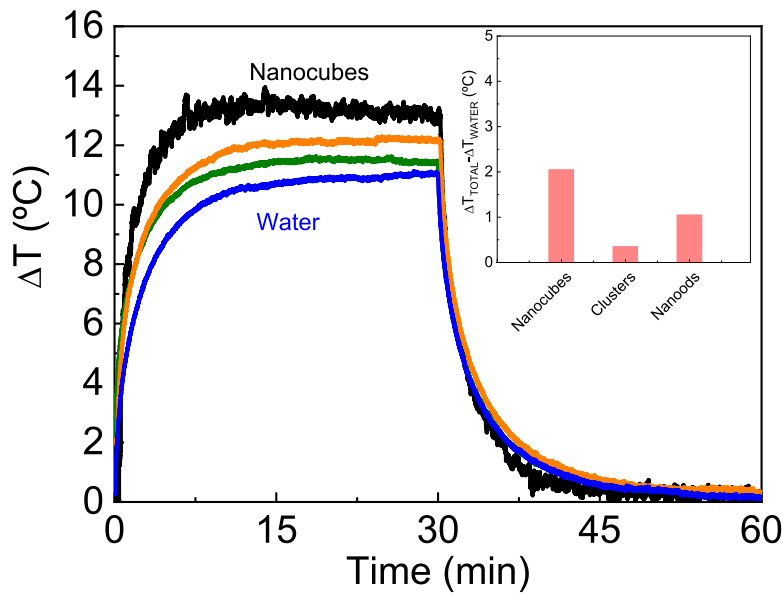 16
14
12
10
8
6
4
2
0
ΔT (ºC)
Nanocubes
Water
0
15
30
45
60
Time (min)
5
4
3
2
1
0
ΔT_TOTAL-ΔT_WATER (ºC)
Nanocubes
Clusters
Nanoods